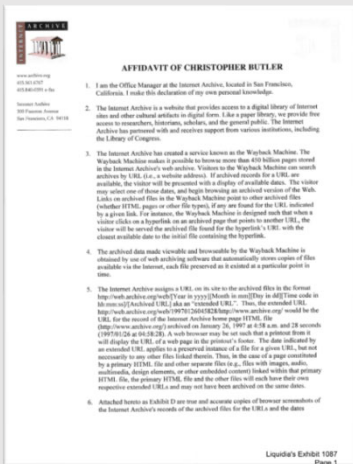 INTERNET ARCHIVE
www.archive.org
415.561.6767
415.840-0391 e-fax
Internet Archive
300 Funston Avenue
San Francisco, CA 94118
AFFIDAVIT OF CHRISTOPHER BUTLER
1. I am the Office Manager at the Internet Archive, located in San Francisco,
California. I make this declaration of my own personal knowledge.
2. The Internet Archive is a website that provides access to a digital library of Internet
sites and other cultural artifacts in digital form. Like a paper library, we provide free
access to researchers, historians, scholars, and the general public. The Internet
Archive has partnered with and receives support from various institutions, including
the Library of Congress.
3. The Internet Archive has created a service known as the Wayback Machine. The
Wayback Machine makes it possible to browse more than 450 billion pages stored
in the Internet Archive's web archive. Visitors to the Wayback Machine can search
archives by URL (i.e., a website address). If archived records for a URL are
available, the visitor will be presented with a display of available dates. The visitor
may select one of those dates, and begin browsing an archived version of the Web.
Links on archived files in the Wayback Machine point to other archived files
(whether HTML pages or other file types), if any are found for the URL indicated
by a given link. For instance, the Wayback Machine is designed such that when a
visitor clicks on a hyperlink on an archived page that points to another URL, the
visitor will be served the archived file found for the hyperlink's URL with the
closest available date to the initial file containing the hyperlink.
4. The archived data made viewable and browseable by the Wayback Machine is
obtained by use of web archiving software that automatically stores copies of files
available via the Internet, each file preserved as it existed at a particular point in
time.
5. The Internet Archive assigns a URL on its site to the archived files in the format
http://web.archive.org/web/[Year in yyyy][Month in mm][Day in dd][Time code in
hh:mm:ss]/[Archived URL] aka an "extended URL". Thus, the extended URL
http://web.archive.org/web/19970126045828/http://www.archive.org/ would be the
URL for the record of the Internet Archive home page HTML file
(http://www.archive.org/) archived on January 26, 1997 at 4:58 a.m. and 28 seconds
(1997/01/26 at 04:58:28). A web browser may be set such that a printout from it
will display the URL of a web page in the printout's footer. The date indicated by
an extended URL applies to a preserved instance of a file for a given URL, but not
necessarily to any other files linked therein. Thus, in the case of a page constituted
by a primary HTML file and other separate files (e.g., files with images, audio,
multimedia, design elements, or other embedded content) linked within that primary
HTML file, the primary HTML file and the other files will each have their own
respective extended URLs and may not have been archived on the same dates.
6. Attached hereto as Exhibit D are true and accurate copies of browser screenshots of
the Internet Archive's records of the archived files for the URLs and the dates
Liquidia's Exhibit 1087
Page 1